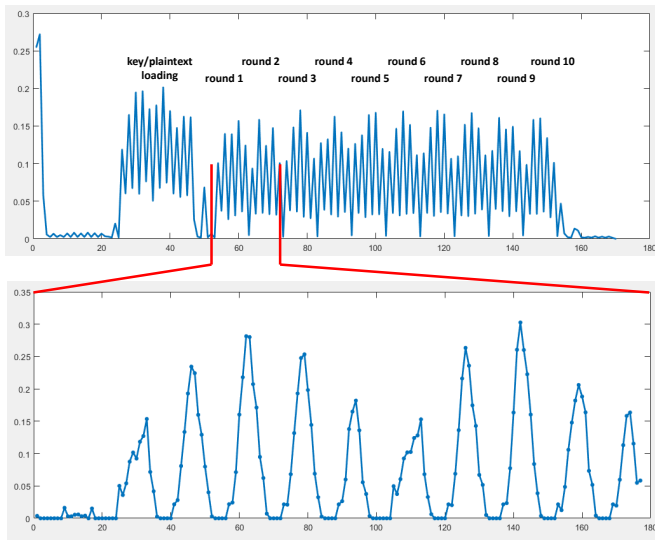 0.3
0.25
0.2
0.15
0.1
0.05
0
key/plaintext
loading
round 1
round 2
round 3
round 4
round 5
round 6
round 7
round 8
round 9
round 10
0 20 40 60 80 100 120 140 160 180
0.35
0.3
0.25
0.2
0.15
0.1
0.05
0
0 20 40 60 80 100 120 140 160 180